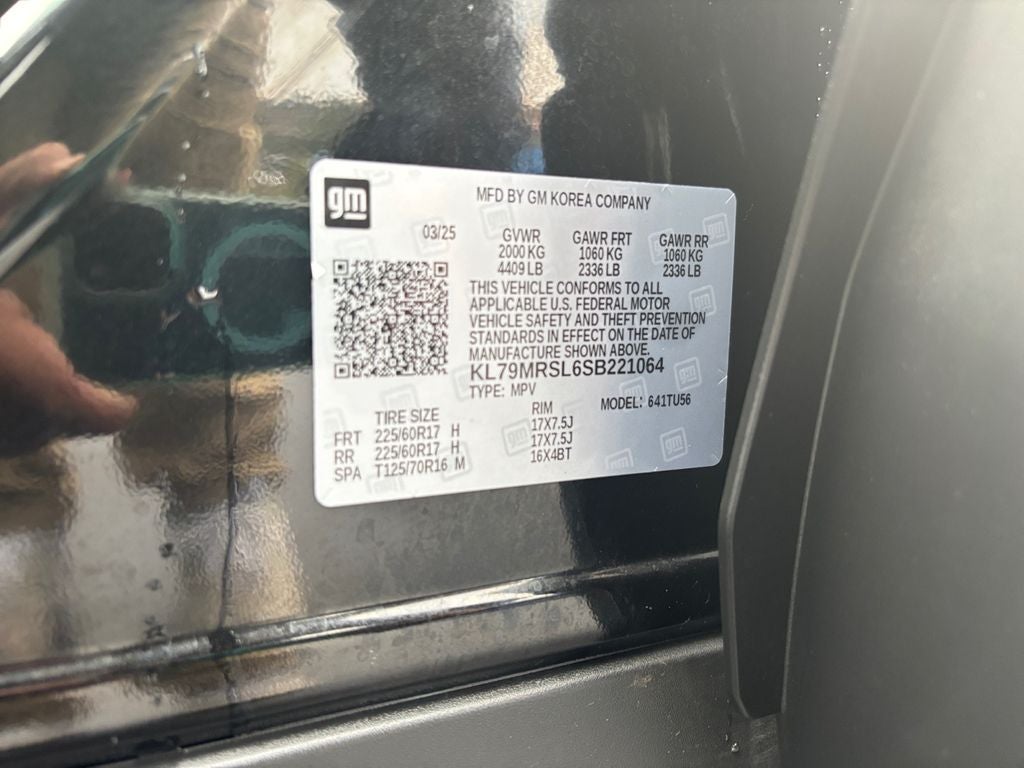 gm
MFD BY GM KOREA COMPANY
03/25 GVWR GAWR FRT GAWR RR
2000 KG 1060 KG 1060 KG
4409 LB 2336 LB 2336 LB
THIS VEHICLE CONFORMS TO ALL
APPLICABLE U.S. FEDERAL MOTOR
VEHICLE SAFETY AND THEFT PREVENTION
STANDARDS IN EFFECT ON THE DATE OF
MANUFACTURE SHOWN ABOVE.
KL79MRSL6SB221064
TYPE: MPV MODEL: 641TU56
TIRE SIZE RIM
FRT 225/60R17 H 17X7.5J
RR 225/60R17 H 17X7.5J
SPA T125/70R16 M 16X4BT